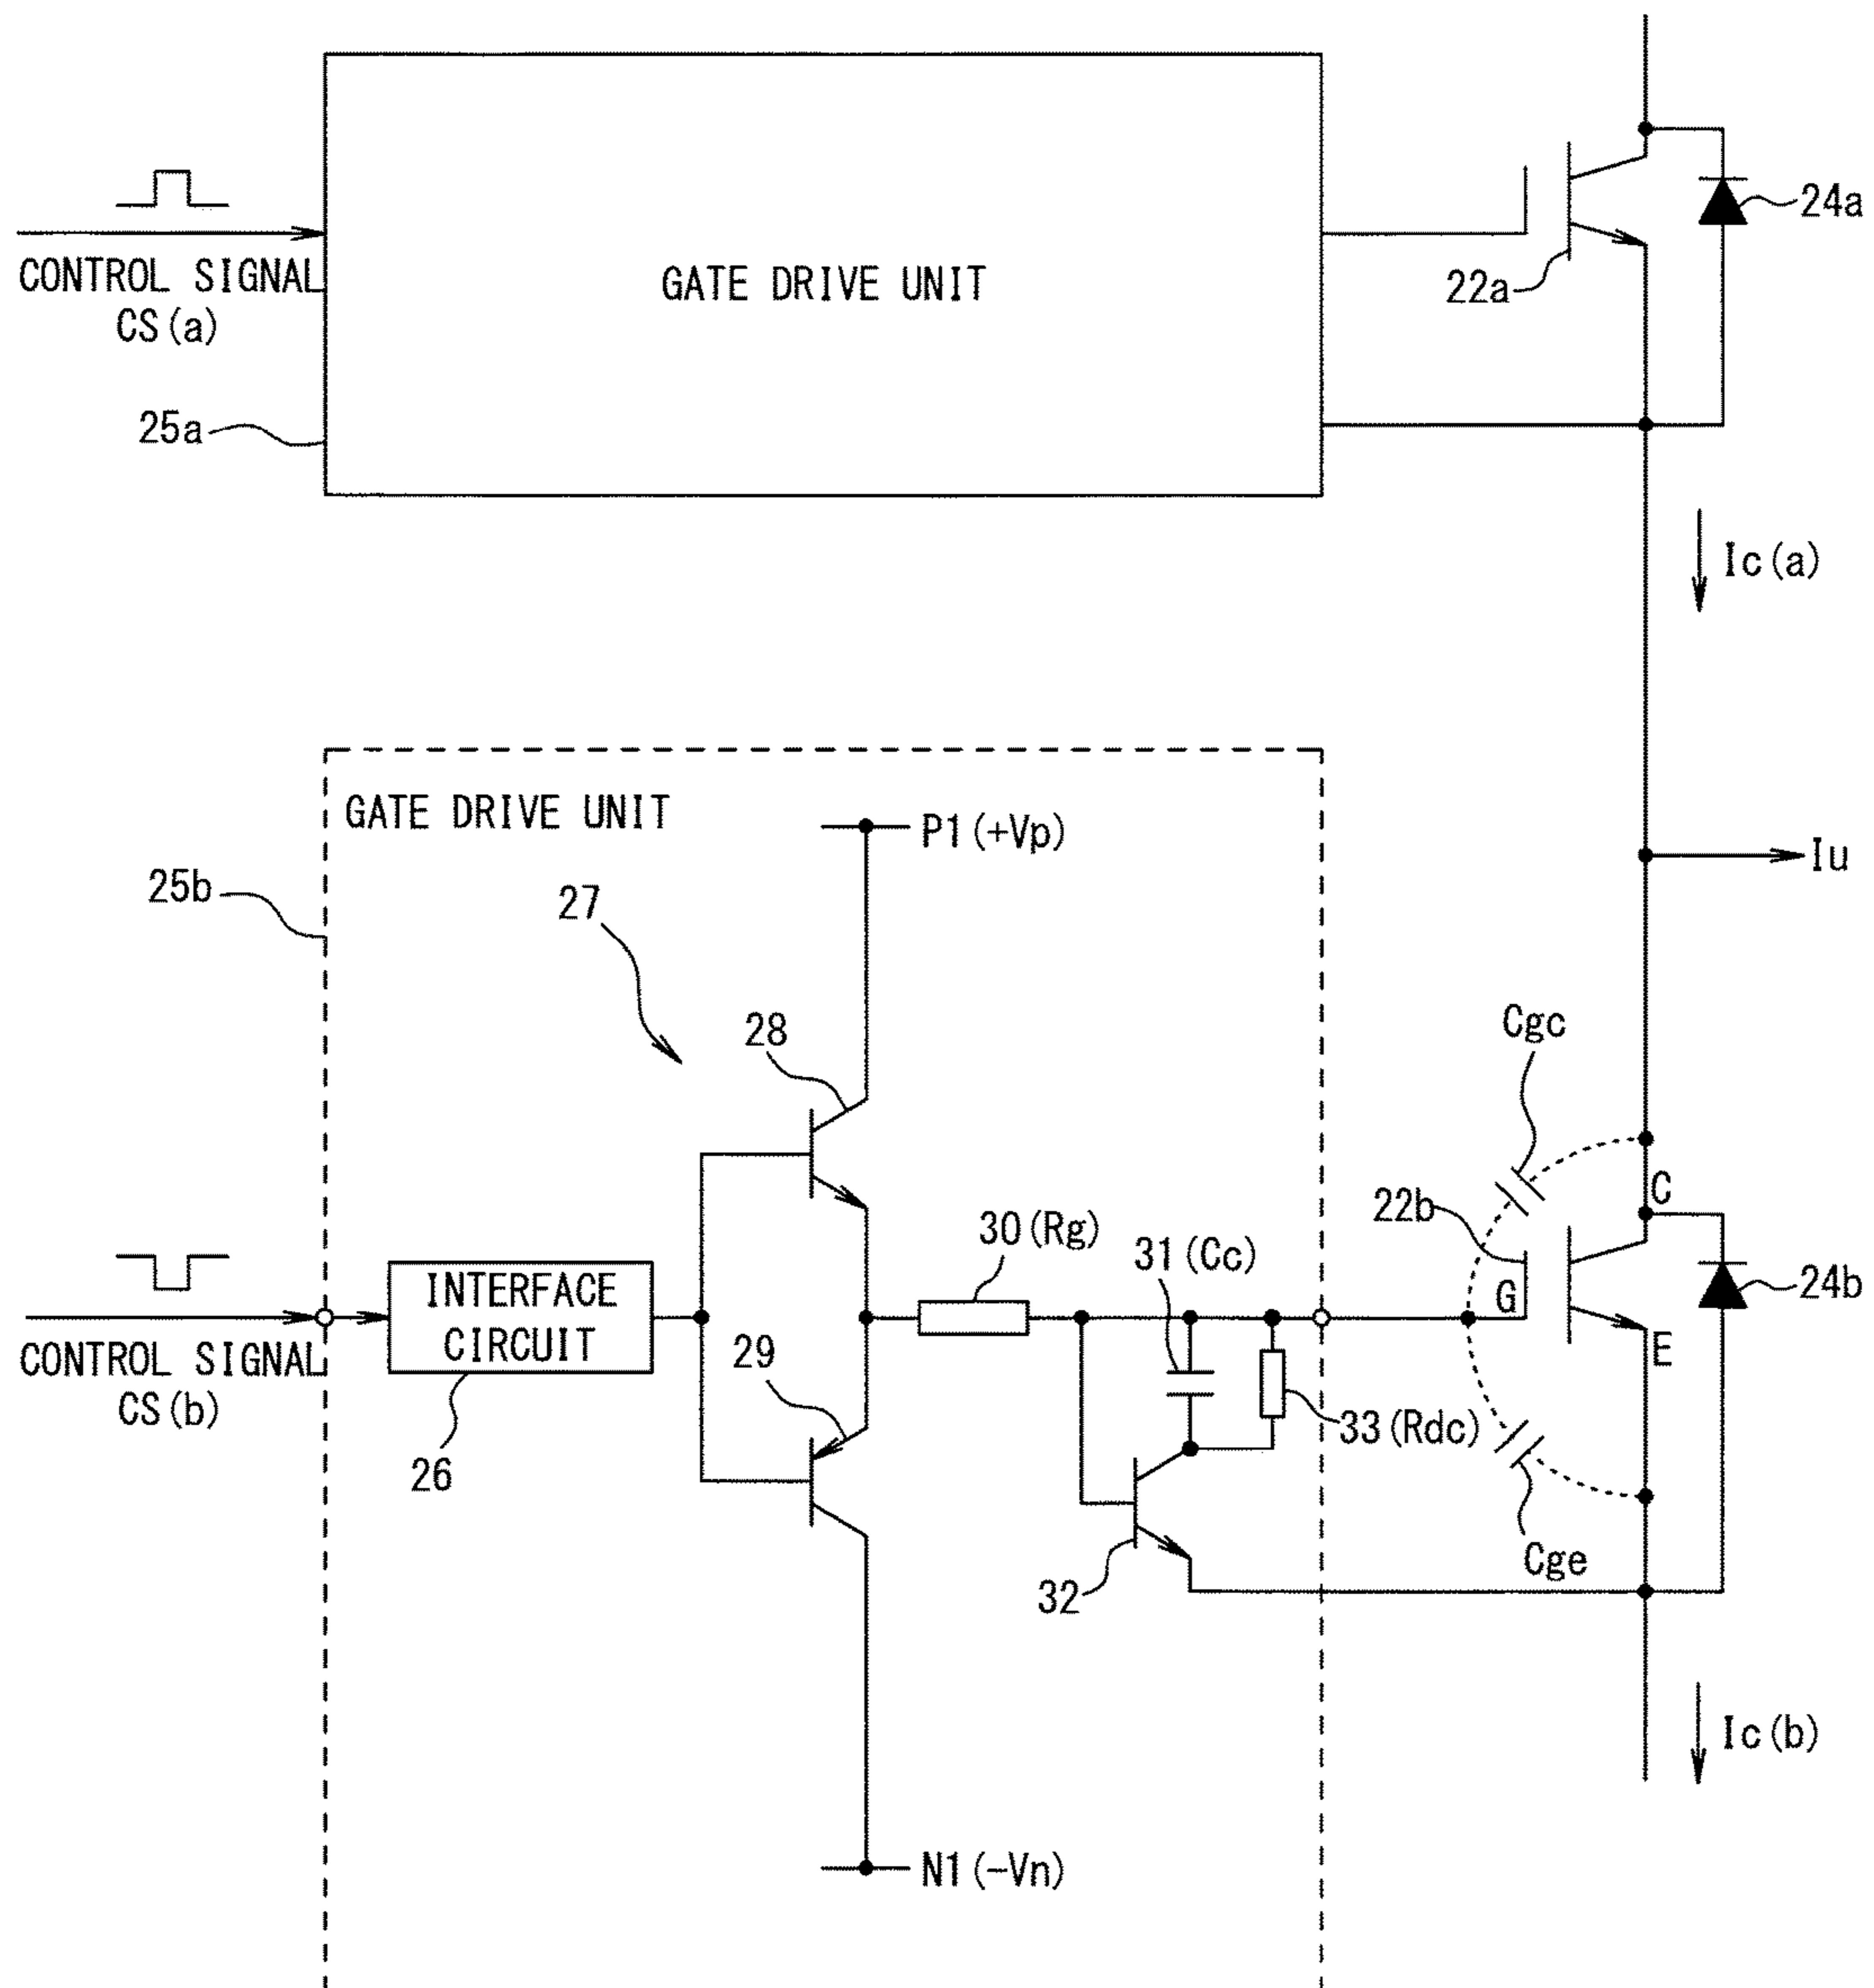 24a
CONTROL SIGNAL
CS(a)
GATE DRIVE UNIT
22a
25a
Ic(a)
GATE DRIVE UNIT
P1(+Vp)
25b
27
Iu
28
Cgc
C
22b
30(Rg)
31(Cc)
G
24b
INTERFACE
CIRCUIT
CONTROL SIGNAL
CS(b)
29
E
33(Rdc)
26
Cge
32
Ic(b)
N1(-Vn)